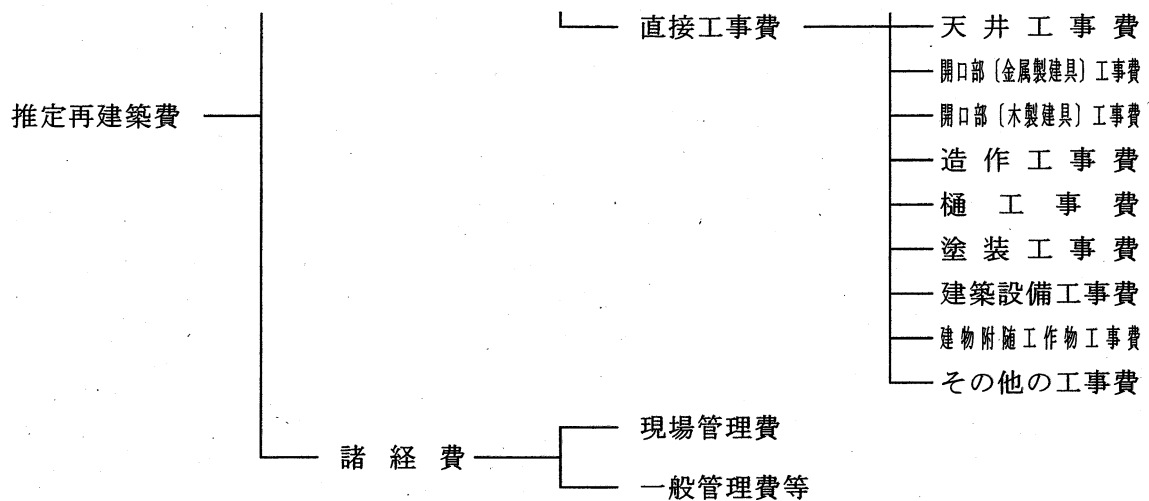 直接工事費
天井工事費
開口部〔金属製建具〕工事費
推定再建築費
開口部〔木製建具〕工事費
造作工事費
樋工事費
塗装工事費
建築設備工事費
建物附随工作物工事費
その他の工事費
現場管理費
諸経費
一般管理費等